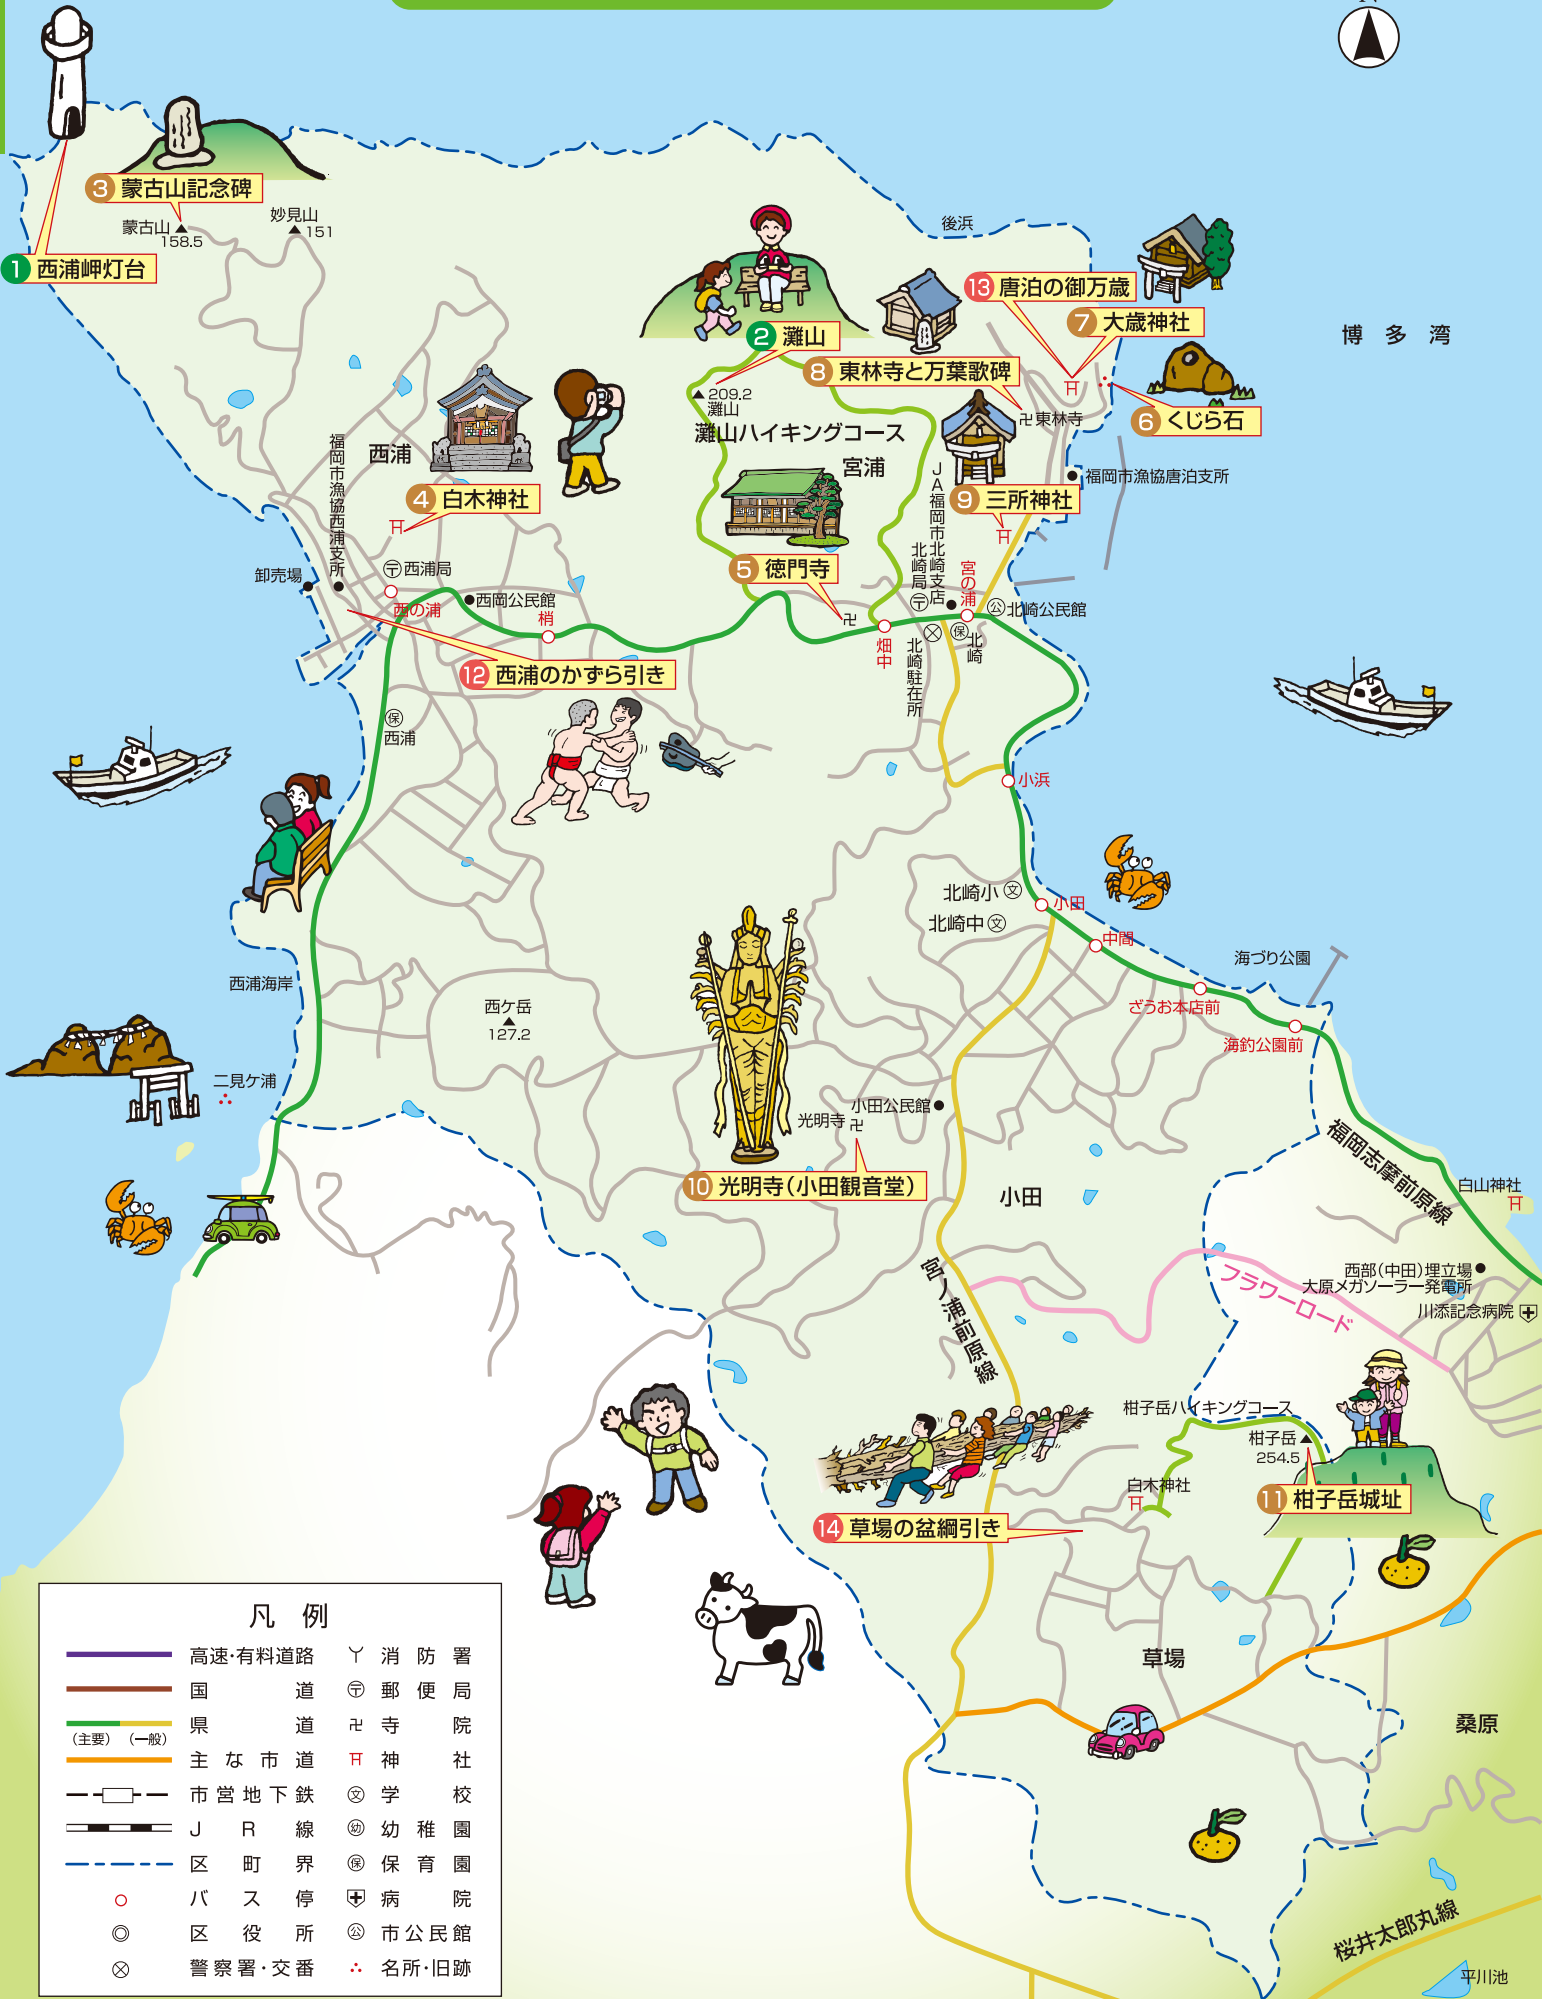 N
3 蒙古山記念碑
蒙古山
158.5
妙見山
151
1 西浦岬灯台
後浜
13 唐泊の御万歳
7 大歳神社
博多湾
2 灘山
8 東林寺と万葉歌碑
209.2
灘山
東林寺
6 くじら石
灘山ハイキングコース
西浦
宮浦
福岡市漁協西浦支所
JA福岡市北崎支店
福岡市漁協唐泊支所
4 白木神社
9 三所神社
北崎局
宮の浦
5 徳門寺
卸売場
西浦局
西の浦
西岡公民館
梢
公 北崎公民館
保 北崎
畑中
北崎駐在所
12 西浦のかずら引き
保
西浦
小浜
北崎小 文
小田
北崎中 文
中間
海づり公園
西浦海岸
西ケ岳
127.2
ざうお本店前
海釣公園前
二見ケ浦
小田公民館
光明寺
10 光明寺(小田観音堂)
小田
福岡志摩前原線
白山神社
宮ノ浦前原線
フラワーロード
西部(中田)埋立場
大原メガソーラー発電所
川添記念病院
柑子岳ハイキングコース
柑子岳
254.5
白木神社
11 柑子岳城址
14 草場の盆綱引き
草場
桑原
桜井太郎丸線
平川池
凡例
高速・有料道路
国道
県道
(主要) (一般)
主な市道
市営地下鉄
JR線
区町界
バス停
区役所
警察署・交番
消防署
郵便局
寺院
神社
文 学校
幼 幼稚園
保 保育園
病院
公 市公民館
名所・旧跡